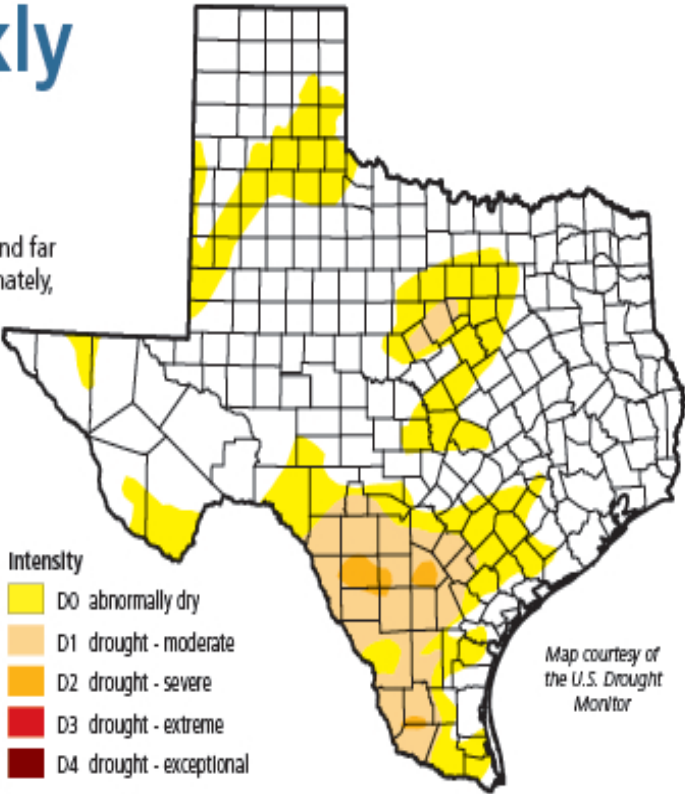 kly
nd far
nately,
Intensity
D0 abnormally dry
D1 drought - moderate
D2 drought - severe
D3 drought - extreme
D4 drought - exceptional
Map courtesy of
the U.S. Drought
Monitor